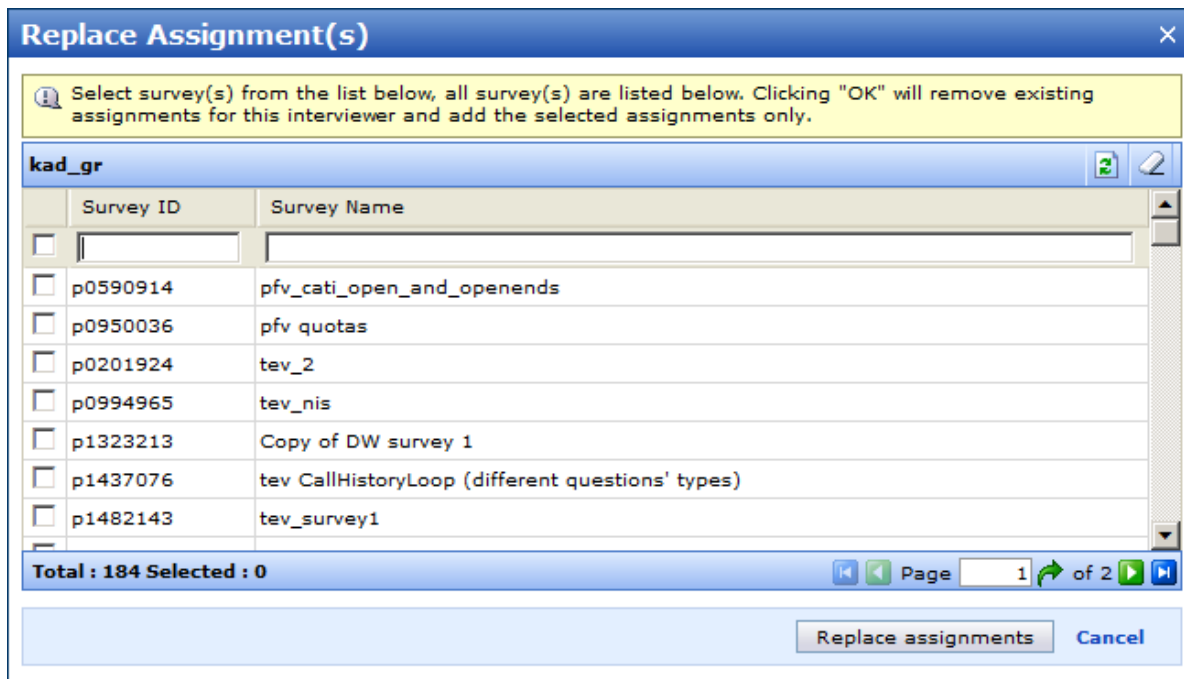 Replace Assignment(s)
Select survey(s) from the list below, all survey(s) are listed below. Clicking "OK" will remove existing
assignments for this interviewer and add the selected assignments only.
kad_gr
Survey ID Survey Name
p0590914 pfv_cati_open_and_openends
p0950036 pfv quotas
p0201924 tev_2
p0994965 tev_nis
p1323213 Copy of DW survey 1
p1437076 tev CallHistoryLoop (different questions' types)
p1482143 tev_survey1
Total : 184 Selected : 0 Page 1 of 2
Replace assignments Cancel